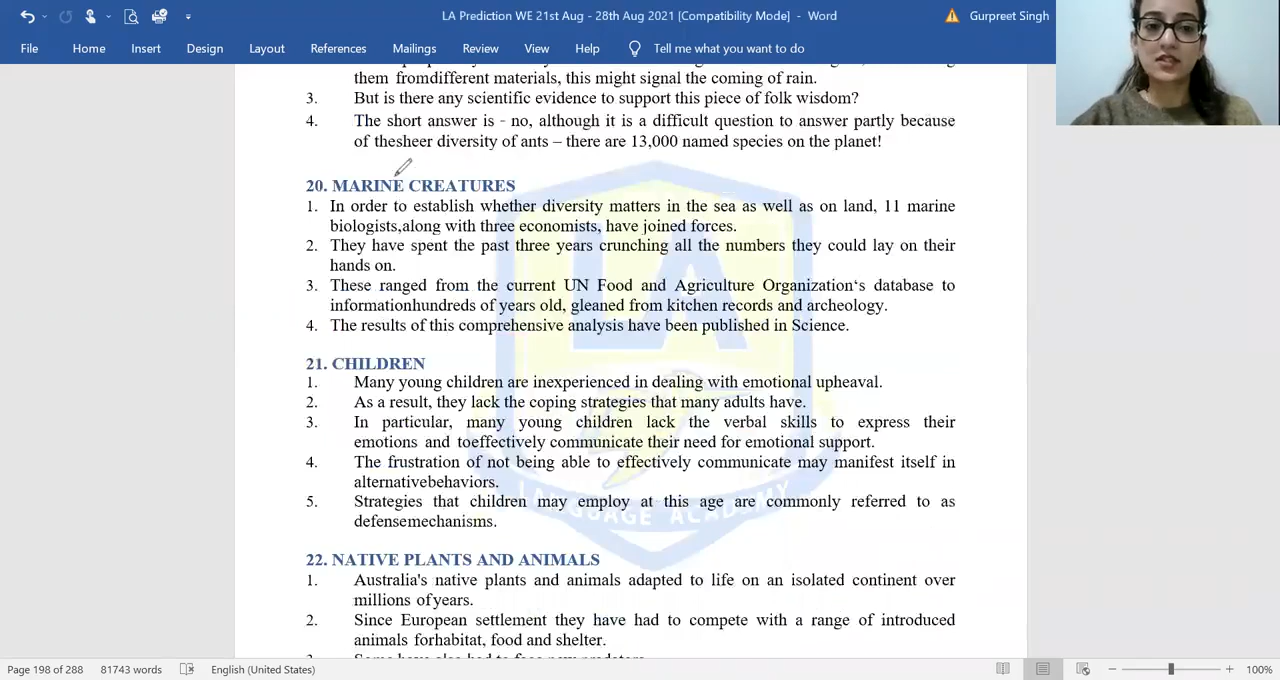 LA Prediction WE 21st Aug - 28th Aug 2021 [Compatibility Mode] - Word
Gurpreet Singh
File Home Insert Design Layout References Mailings Review View Help Tell me what you want to do
them fromdifferent materials, this might signal the coming of rain.
3. But is there any scientific evidence to support this piece of folk wisdom?
4. The short answer is - no, although it is a difficult question to answer partly because
of thesheer diversity of ants – there are 13,000 named species on the planet!
20. MARINE CREATURES
1. In order to establish whether diversity matters in the sea as well as on land, 11 marine
biologists,along with three economists, have joined forces.
2. They have spent the past three years crunching all the numbers they could lay on their
hands on.
3. These ranged from the current UN Food and Agriculture Organization‘s database to
informationhundreds of years old, gleaned from kitchen records and archeology.
4. The results of this comprehensive analysis have been published in Science.
21. CHILDREN
1. Many young children are inexperienced in dealing with emotional upheaval.
2. As a result, they lack the coping strategies that many adults have.
3. In particular, many young children lack the verbal skills to express their
emotions and toeffectively communicate their need for emotional support.
4. The frustration of not being able to effectively communicate may manifest itself in
alternativebehaviors.
5. Strategies that children may employ at this age are commonly referred to as
defensemechanisms.
LA
LANGUAGE ACADEMY
22. NATIVE PLANTS AND ANIMALS
1. Australia's native plants and animals adapted to life on an isolated continent over
millions ofyears.
2. Since European settlement they have had to compete with a range of introduced
animals forhabitat, food and shelter.
Page 198 of 288 81743 words English (United States) 100%